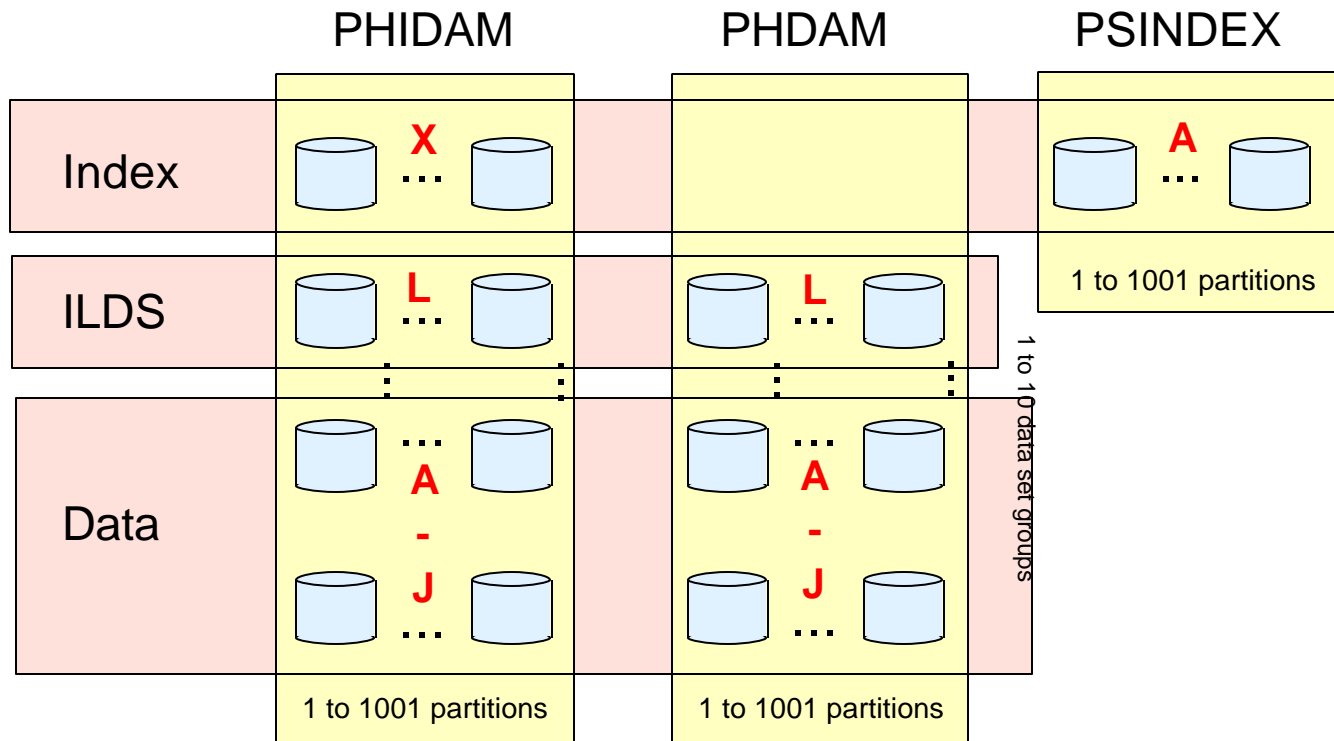 PHIDAM PHDAM PSINDEX
Index X ... A ...
ILDS L ... L ...
1 to 1001 partitions
1 to 10 data set groups
Data ... A - J ... ... A - J ...
1 to 1001 partitions 1 to 1001 partitions